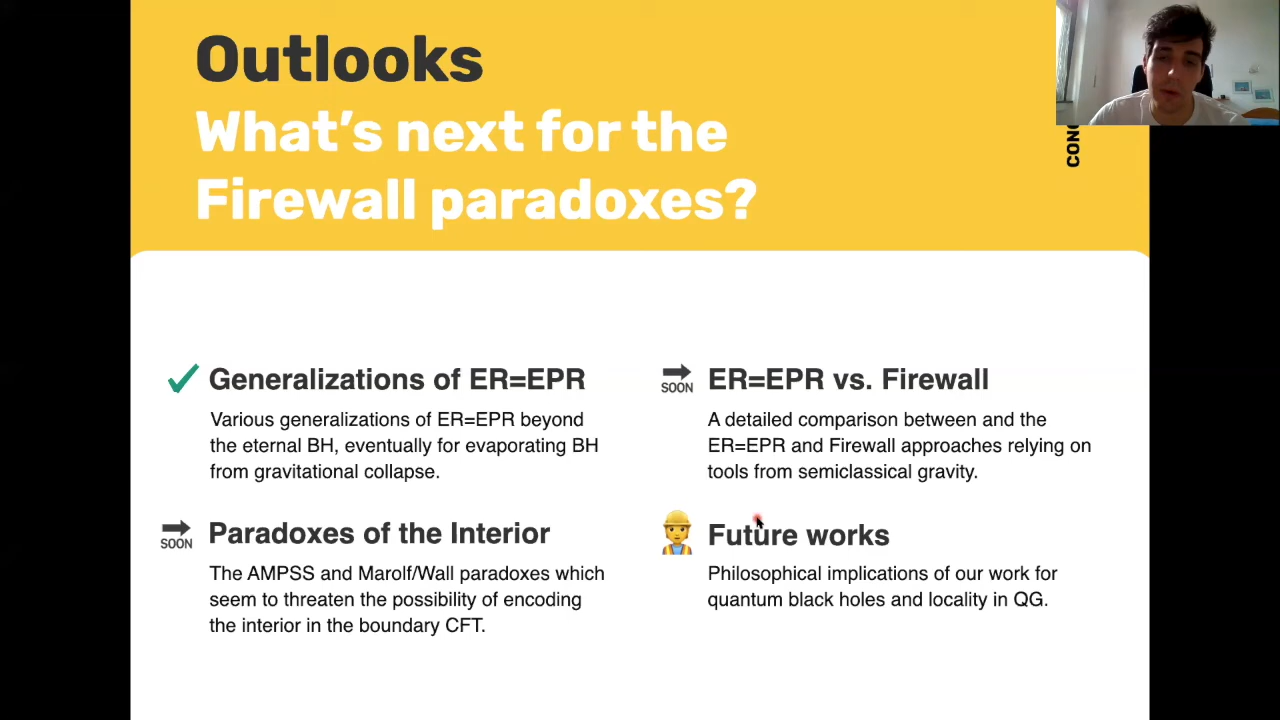 Outlooks
What's next for the
Firewall paradoxes?
CONC
Generalizations of ER=EPR
Various generalizations of ER=EPR beyond
the eternal BH, eventually for evaporating BH
from gravitational collapse.
SOON
ER=EPR vs. Firewall
A detailed comparison between and the
ER=EPR and Firewall approaches relying on
tools from semiclassical gravity.
SOON
Paradoxes of the Interior
The AMPSS and Marolf/Wall paradoxes which
seem to threaten the possibility of encoding
the interior in the boundary CFT.
Future works
Philosophical implications of our work for
quantum black holes and locality in QG.